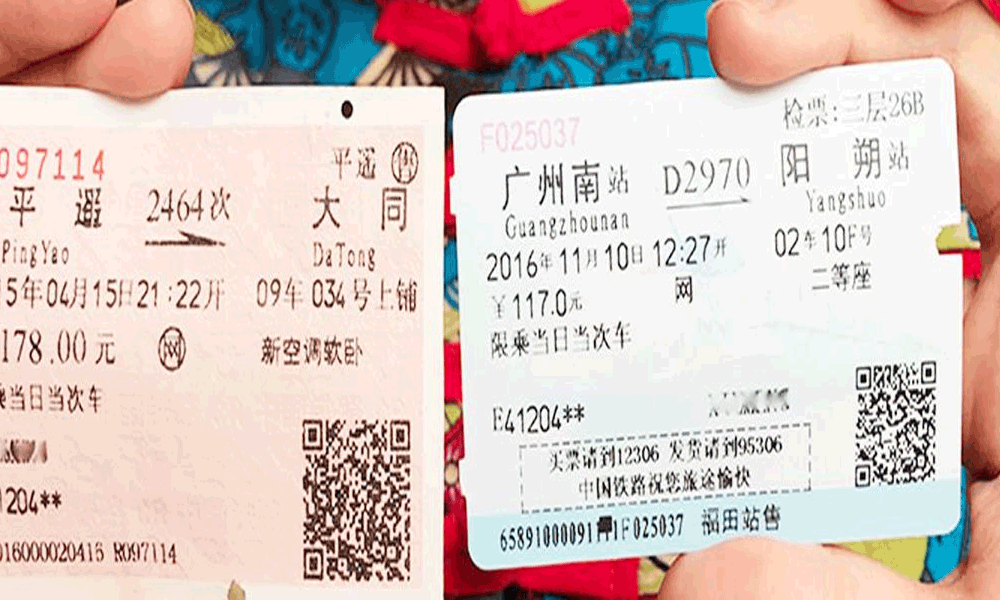 097114
平遥 售
平遥 2464次 大同
PingYao DaTong
15年04月15日21:22开 09车034号上铺
178.00元 网 新空调软卧
乘当日当次车
1204**
016000020416 R097114
F025037 检票:三层26B
广州南站 D2970 阳朔站
Guangzhounan Yangshuo
2016年11月10日12:27开 02车10F号
￥117.0元 网 二等座
限乘当日当次车
E41204**
买票请到12306 发货请到95306
中国铁路祝您旅途愉快
65891000091 1F025037 福田站售